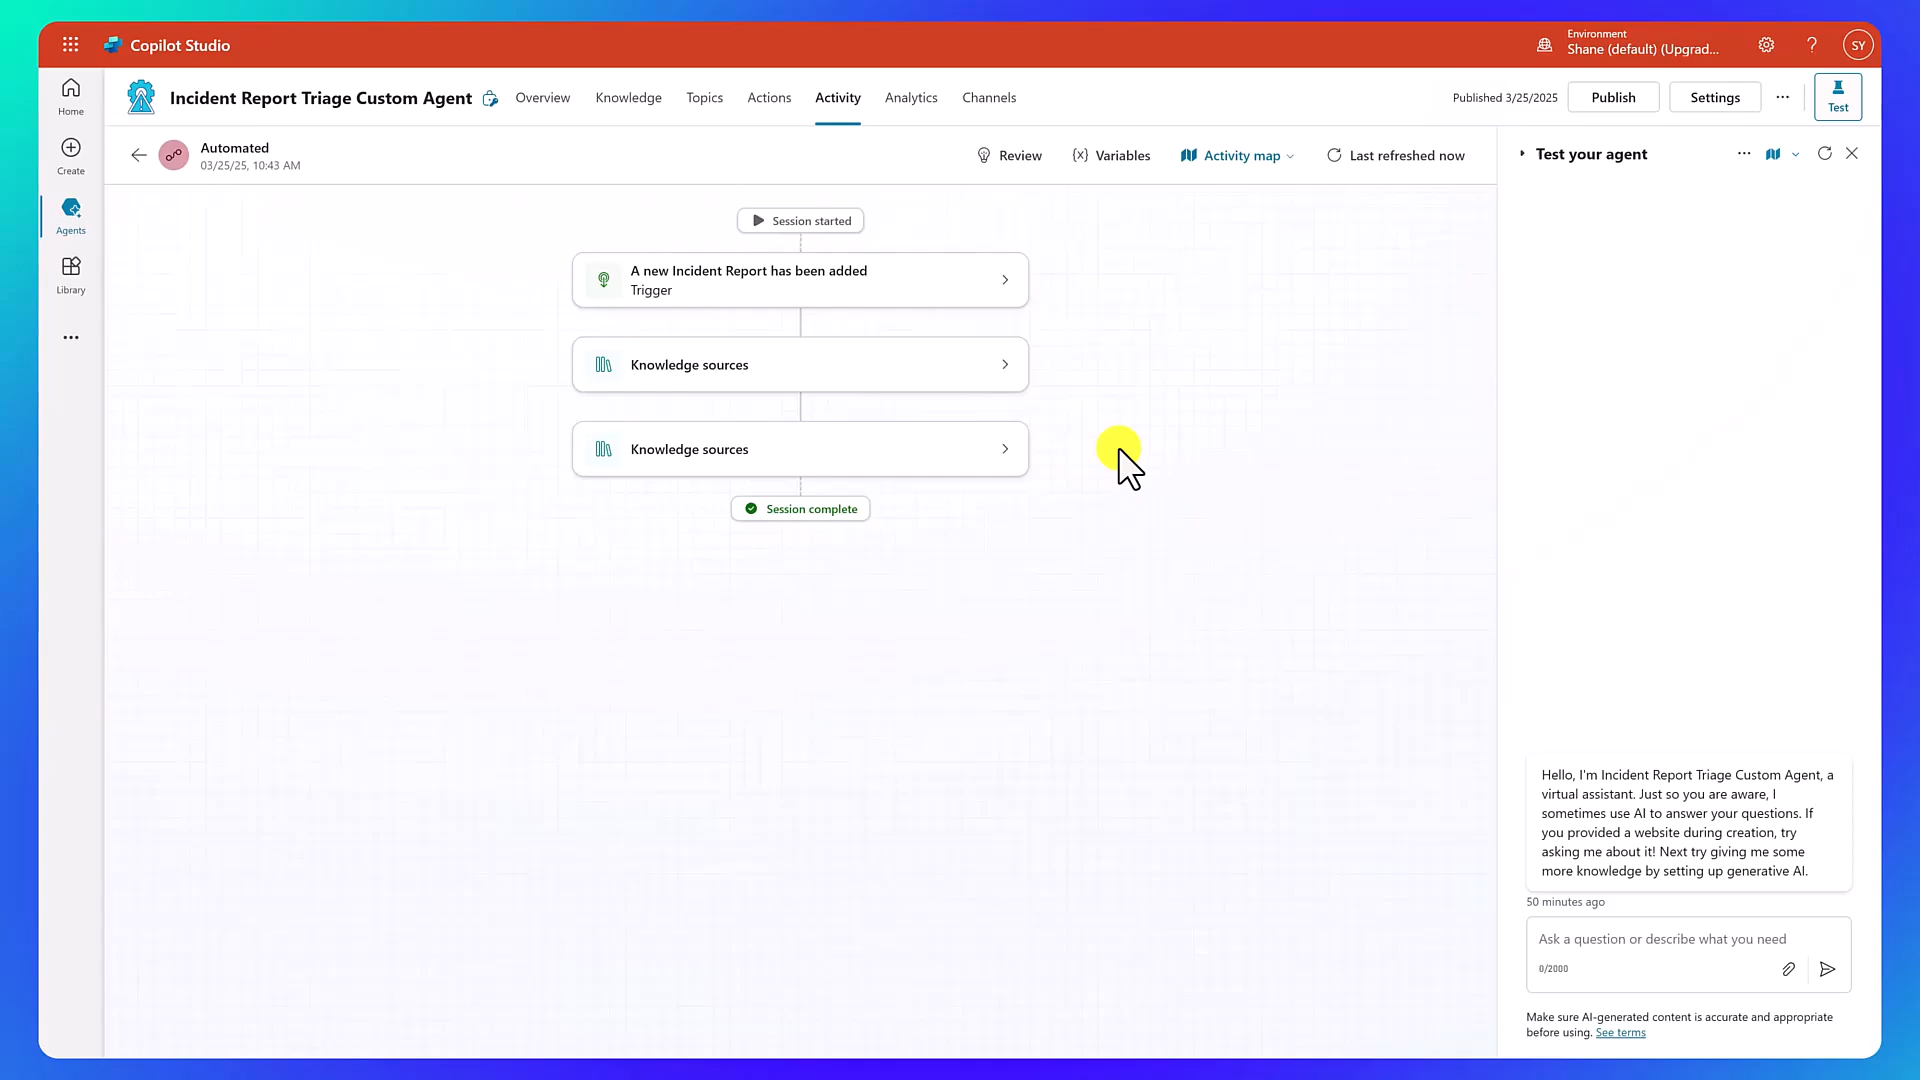 Copilot Studio
Environment
Shane (default) (Upgrad...
SY
Home
Create
Agents
Library
Incident Report Triage Custom Agent
Overview
Knowledge
Topics
Actions
Activity
Analytics
Channels
Published 3/25/2025
Publish
Settings
Test
Automated
03/25/25, 10:43 AM
Review
Variables
Activity map
Last refreshed now
Session started
A new Incident Report has been added
Trigger
Knowledge sources
Knowledge sources
Session complete
Test your agent
Hello, I'm Incident Report Triage Custom Agent, a
virtual assistant. Just so you are aware, I
sometimes use AI to answer your questions. If
you provided a website during creation, try
asking me about it! Next try giving me some
more knowledge by setting up generative AI.
50 minutes ago
Ask a question or describe what you need
0/2000
Make sure AI-generated content is accurate and appropriate
before using. See terms